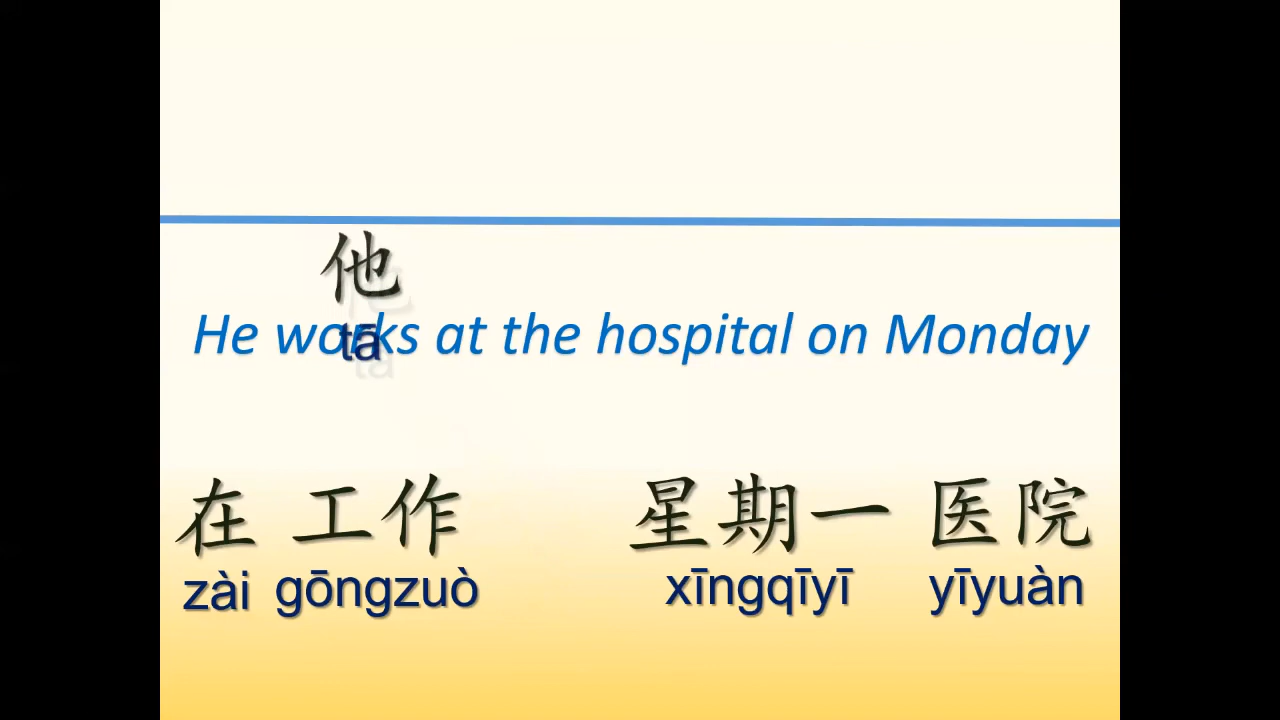 他
tā
He works at the hospital on Monday
在 工作 星期一 医院
zài gōngzuò xīngqīyī yīyuàn